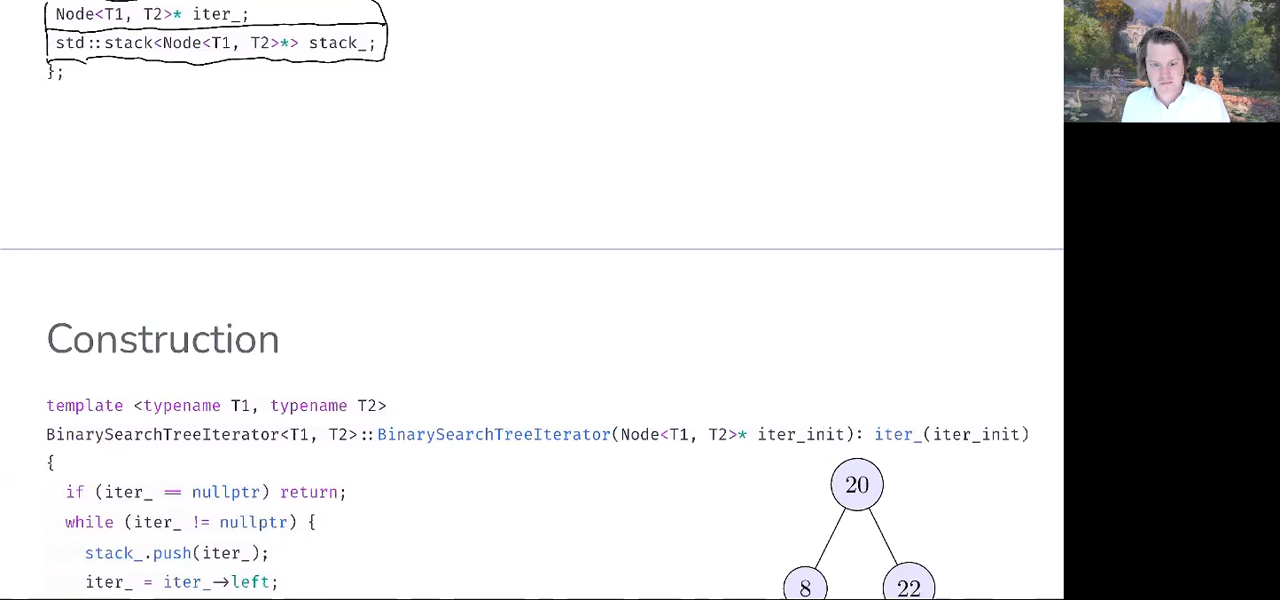 Node<T1, T2>* iter_;
std::stack<Node<T1, T2>*> stack_;
};
Construction
template <typename T1, typename T2>
BinarySearchTreeIterator<T1, T2>::BinarySearchTreeIterator(Node<T1, T2>* iter_init): iter_(iter_init)
{
if (iter_ == nullptr) return;
while (iter_ != nullptr) {
stack_.push(iter_);
iter_ = iter_->left;
20
8 22